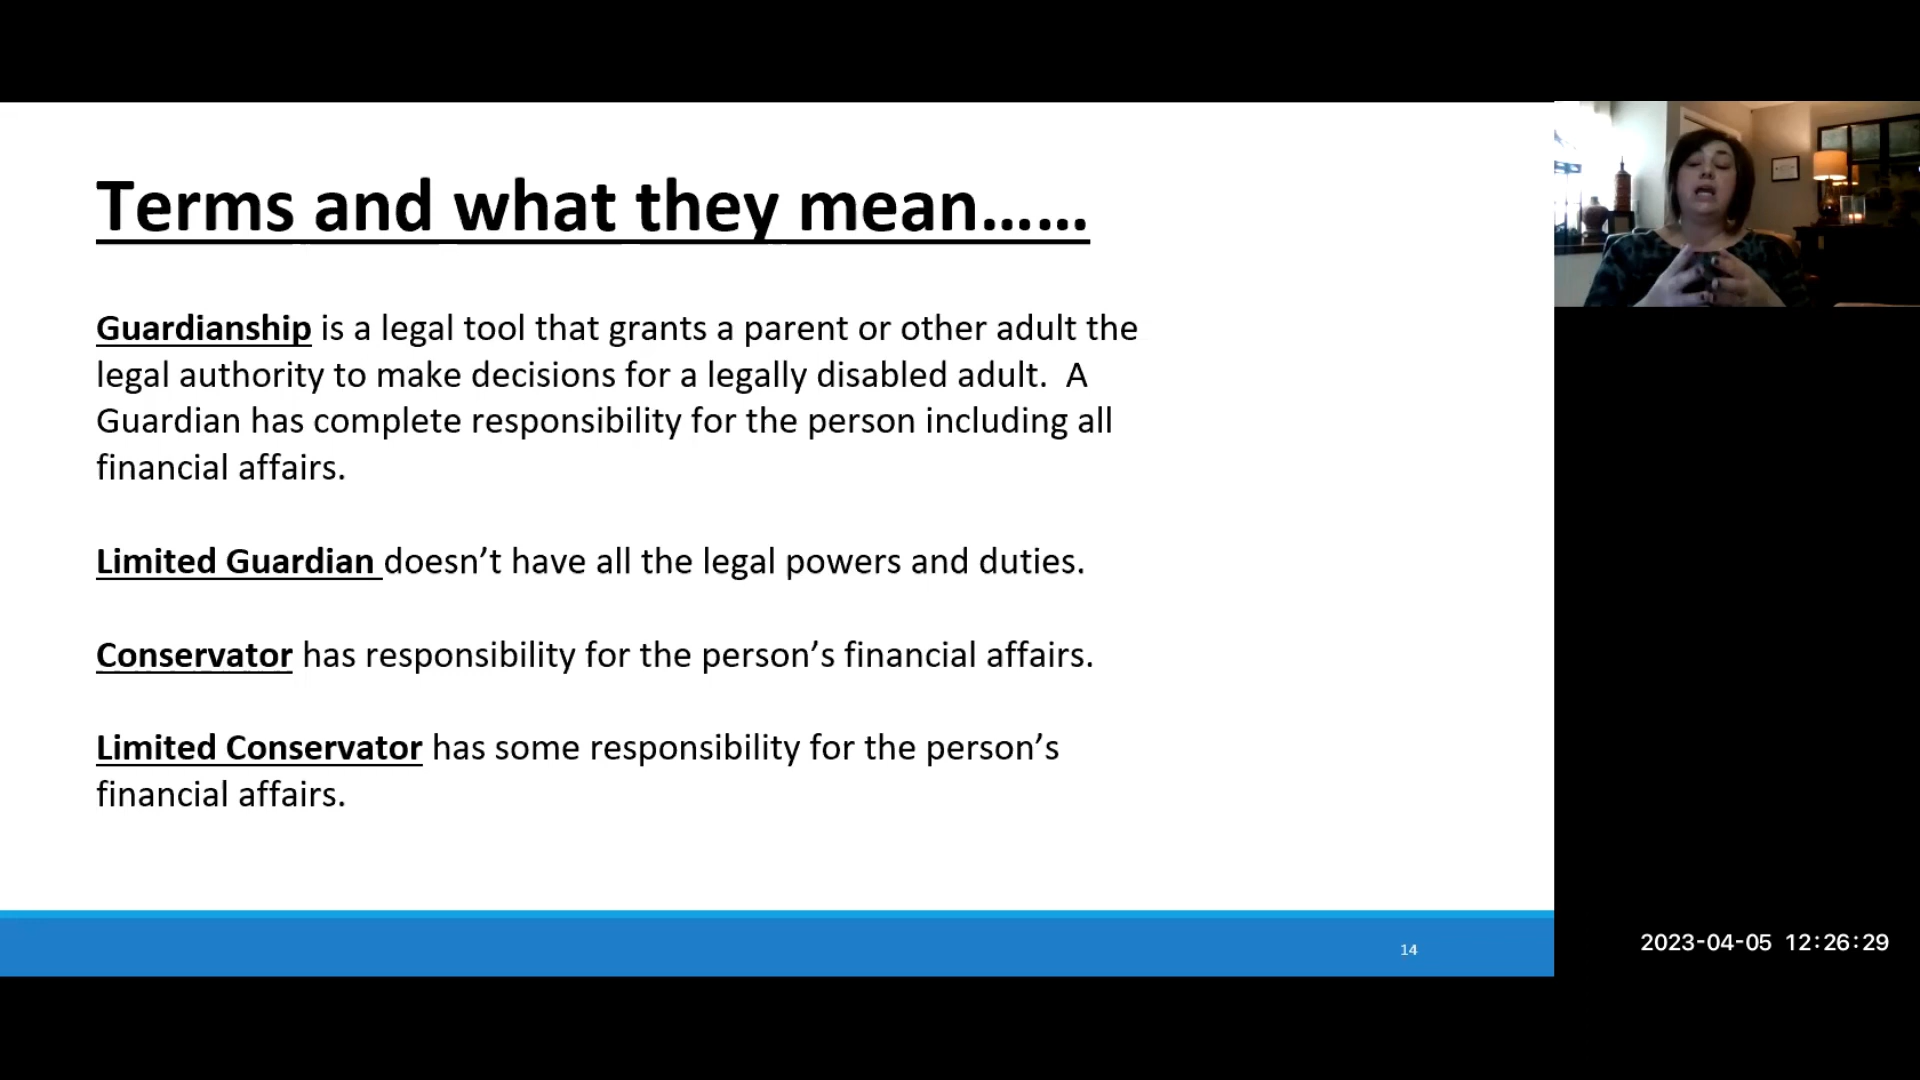 Terms and what they mean……
Guardianship is a legal tool that grants a parent or other adult the
legal authority to make decisions for a legally disabled adult.  A
Guardian has complete responsibility for the person including all
financial affairs.
Limited Guardian doesn’t have all the legal powers and duties.
Conservator has responsibility for the person’s financial affairs.
Limited Conservator has some responsibility for the person’s
financial affairs.
14
2023-04-05 12:26:29